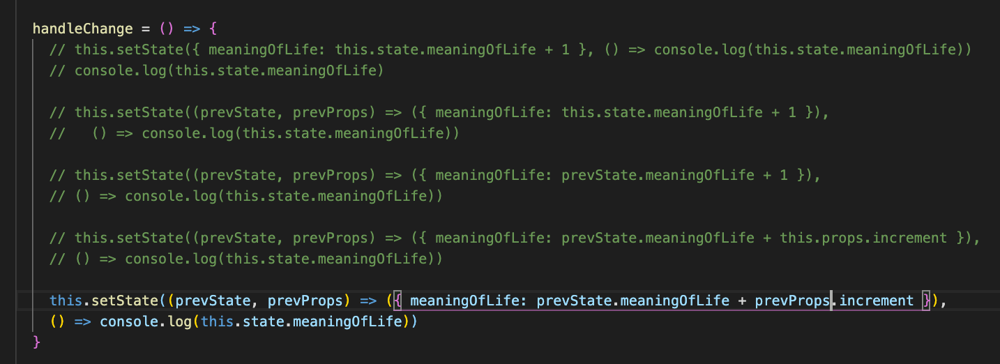 handleChange = () => {
// this.setState({ meaningOfLife: this.state.meaningOfLife + 1 }, () => console.log(this.state.meaningOfLife))
// console.log(this.state.meaningOfLife)
// this.setState((prevState, prevProps) => ({ meaningOfLife: this.state.meaningOfLife + 1 }),
//   () => console.log(this.state.meaningOfLife))
// this.setState((prevState, prevProps) => ({ meaningOfLife: prevState.meaningOfLife + 1 }),
// () => console.log(this.state.meaningOfLife))
// this.setState((prevState, prevProps) => ({ meaningOfLife: prevState.meaningOfLife + this.props.increment }),
// () => console.log(this.state.meaningOfLife))
this.setState((prevState, prevProps) => ({ meaningOfLife: prevState.meaningOfLife + prevProps.increment }),
() => console.log(this.state.meaningOfLife))
}